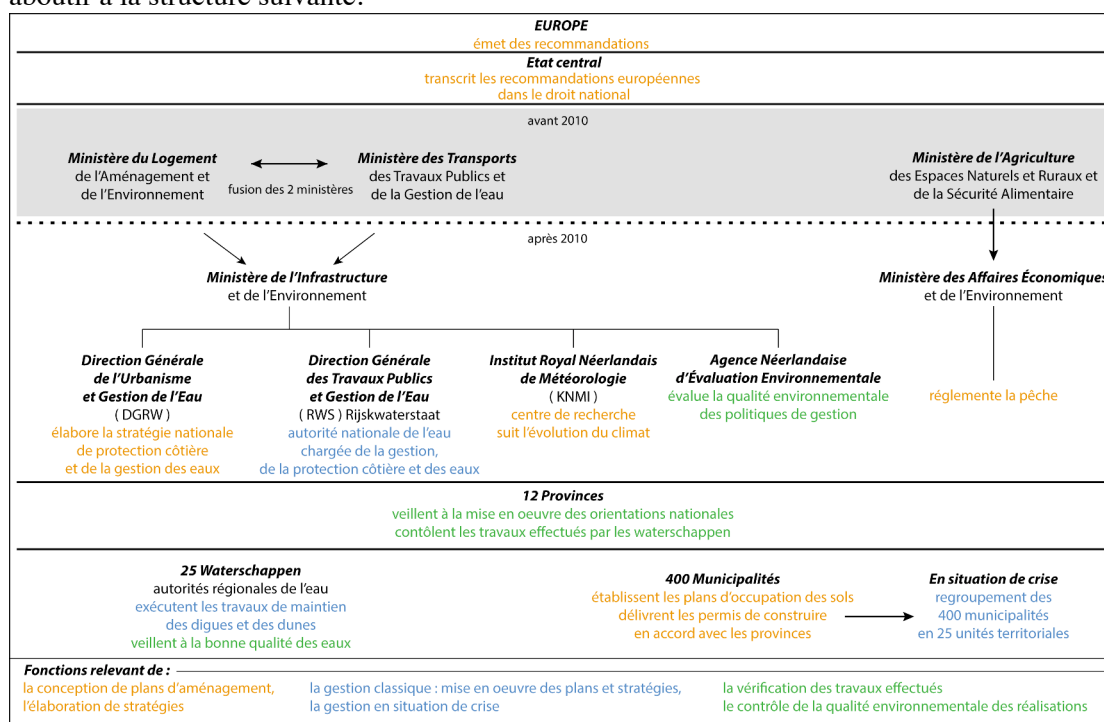 aboutir à la structure suivante:
EUROPE
émet des recommandations
Etat central
transcrit les recommandations européennes
dans le droit national
avant 2010
Ministère du Logement
de l'Aménagement et
de l'Environnement
fusion des 2 ministères
Ministère des Transports
des Travaux Publics et
de la Gestion de l'eau
Ministère de l'Agriculture
des Espaces Naturels et Ruraux et
de la Sécurité Alimentaire
après 2010
Ministère de l'Infrastructure
et de l'Environnement
Ministère des Affaires Économiques
et de l'Environnement
Direction Générale
de l'Urbanisme
et Gestion de l'Eau
( DGRW )
élabore la stratégie nationale
de protection côtière
et de la gestion des eaux
Direction Générale
des Travaux Publics
et Gestion de l'Eau
( RWS ) Rijskwaterstaat
autorité nationale de l'eau
chargée de la gestion,
de la protection côtière et des eaux
Institut Royal Néerlandais
de Météorologie
( KNMI )
centre de recherche
suit l'évolution du climat
Agence Néerlandaise
d'Évaluation Environnementale
évalue la qualité environnementale
des politiques de gestion
réglemente la pêche
12 Provinces
veillent à la mise en oeuvre des orientations nationales
contôlent les travaux effectués par les waterschappen
25 Waterschappen
autorités régionales de l'eau
exécutent les travaux de maintien
des digues et des dunes
veillent à la bonne qualité des eaux
400 Municipalités
établissent les plans d'occupation des sols
délivrent les permis de construire
en accord avec les provinces
En situation de crise
regroupement des
400 municipalités
en 25 unités territoriales
Fonctions relevant de :
la conception de plans d'aménagement,
l'élaboration de stratégies
la gestion classique : mise en oeuvre des plans et stratégies,
la gestion en situation de crise
la vérification des travaux effectués
le contrôle de la qualité environnementale des réalisations